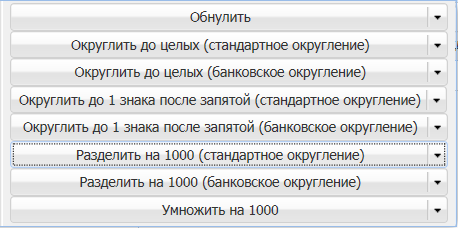 Обнулить
Округлить до целых (стандартное округление)
Округлить до целых (банковское округление)
Округлить до 1 знака после запятой (стандартное округление)
Округлить до 1 знака после запятой (банковское округление)
Разделить на 1000 (стандартное округление)
Разделить на 1000 (банковское округление)
Умножить на 1000